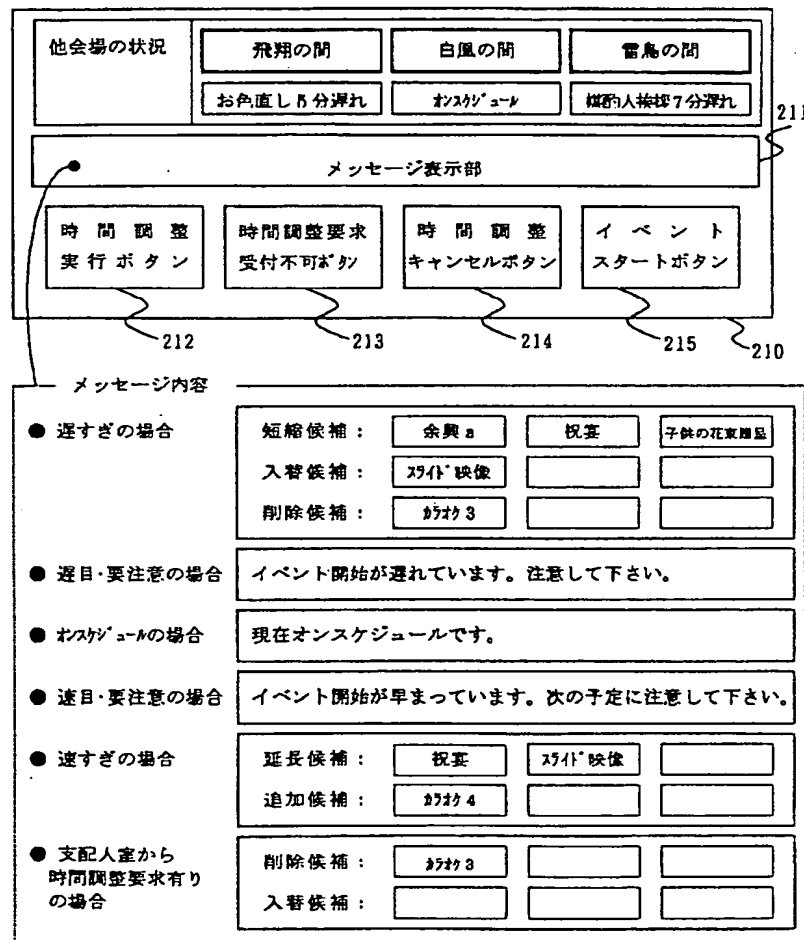 他会場の状況
飛翔の間
白鳳の間
雷鳥の間
お色直し5分遅れ
オンスケジュール
媒酌人挨拶7分遅れ
211
メッセージ表示部
時間調整
実行ボタン
時間調整要求
受付不可ボタン
時間調整
キャンセルボタン
イベント
スタートボタン
212
213
214
215
210
メッセージ内容
● 遅すぎの場合
短縮候補：
余興a
祝宴
子供の花束贈呈
入替候補：
スライド映像
削除候補：
カラオケ3
● 遅目・要注意の場合
イベント開始が遅れています。注意して下さい。
● オンスケジュールの場合
現在オンスケジュールです。
● 速目・要注意の場合
イベント開始が早まっています。次の予定に注意して下さい。
● 速すぎの場合
延長候補：
祝宴
スライド映像
追加候補：
カラオケ4
● 支配人室から
時間調整要求有り
の場合
削除候補：
カラオケ3
入替候補：